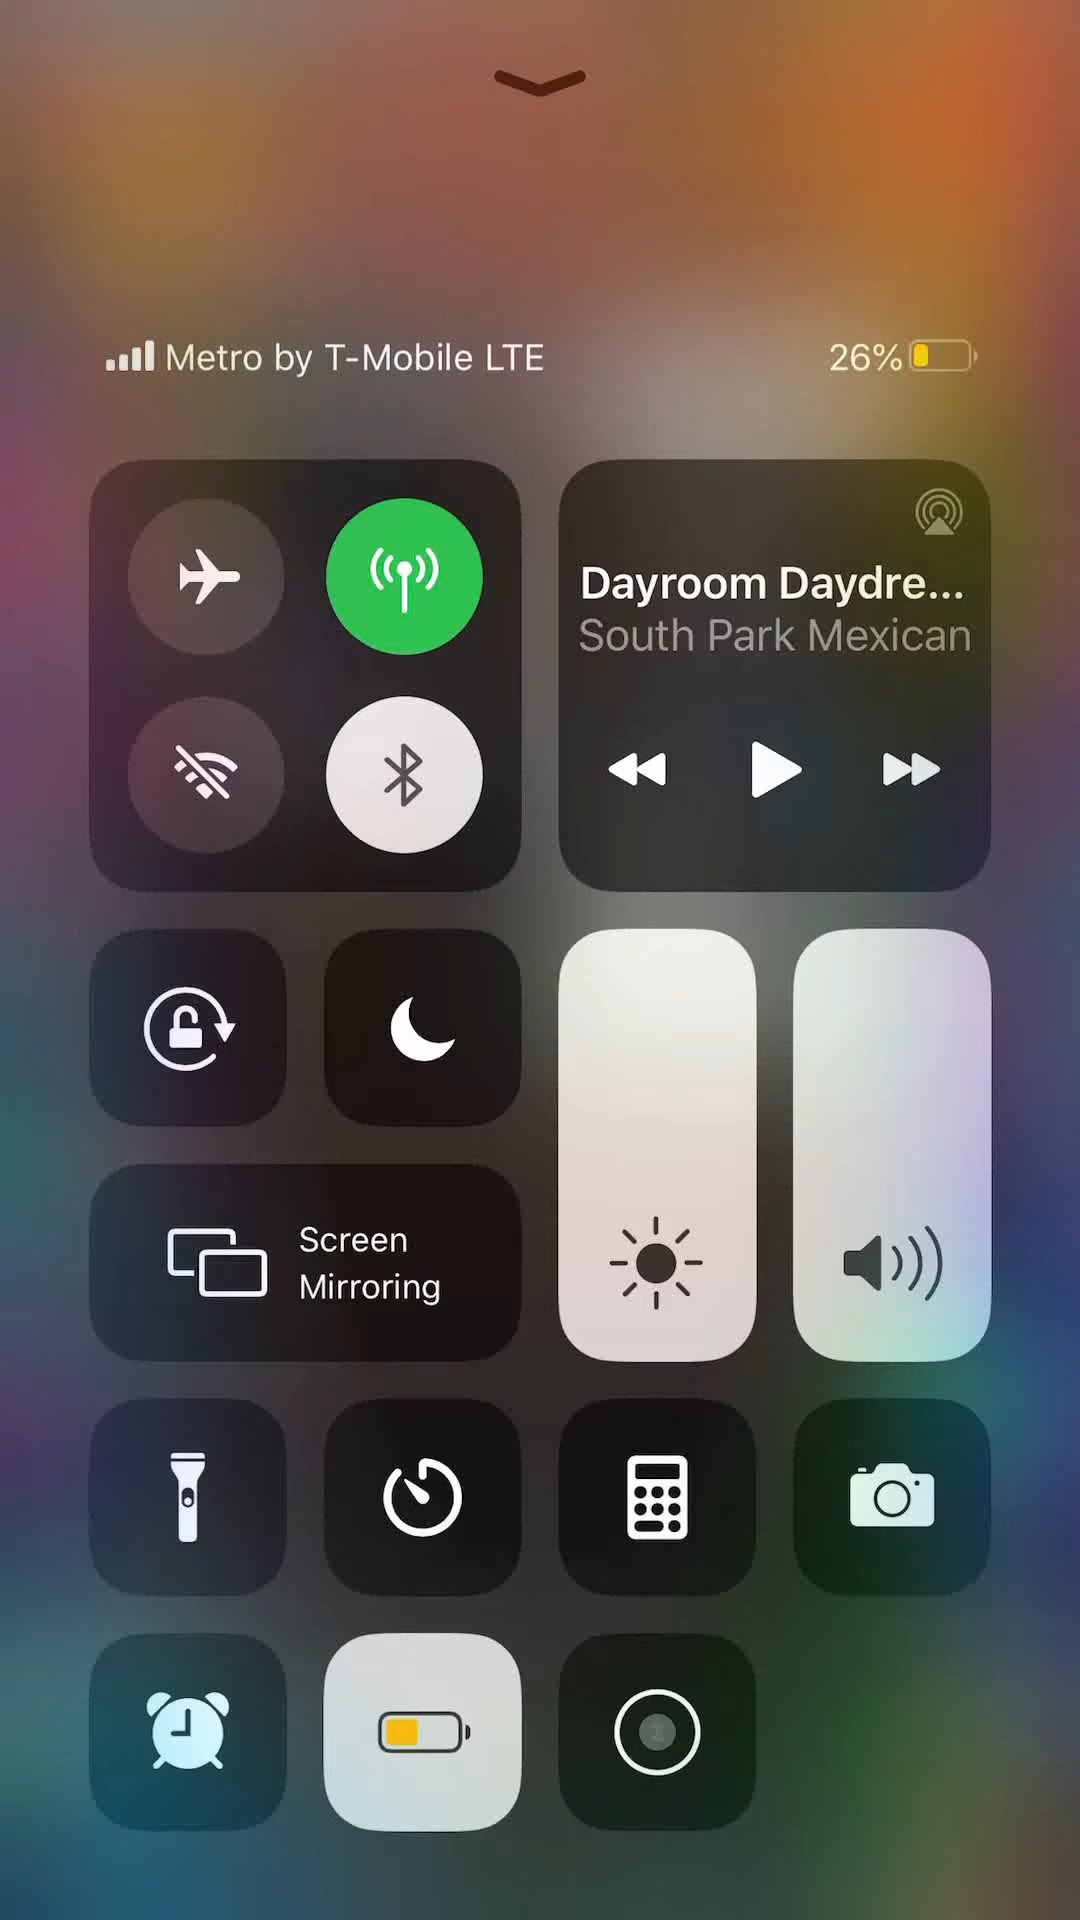 Metro by T-Mobile LTE 26%
Dayroom Daydre...
South Park Mexican
Screen
Mirroring